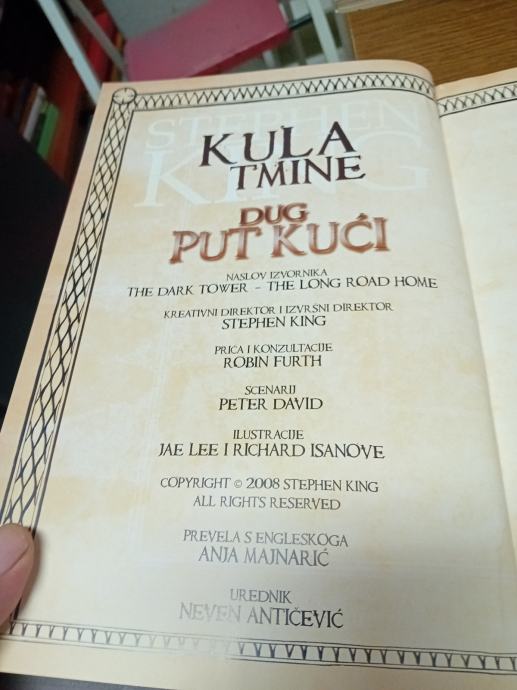 STEPHEN
KING
KULA
TMINE
DUG
PUT KUĆI
NASLOV IZVORNIKA
THE DARK TOWER – THE LONG ROAD HOME
KREATIVNI DIREKTOR I IZVRSNI DIREKTOR
STEPHEN KING
PRICA I KONZULTACIJE
ROBIN FURTH
SCENARIJ
PETER DAVID
ILUSTRACIJE
JAE LEE I RICHARD ISANOVE
COPYRIGHT © 2008 STEPHEN KING
ALL RIGHTS RESERVED
PREVELA S ENGLESKOGA
ANJA MAJNARIĆ
UREDNIK
NEVEN ANTIČEVIĆ